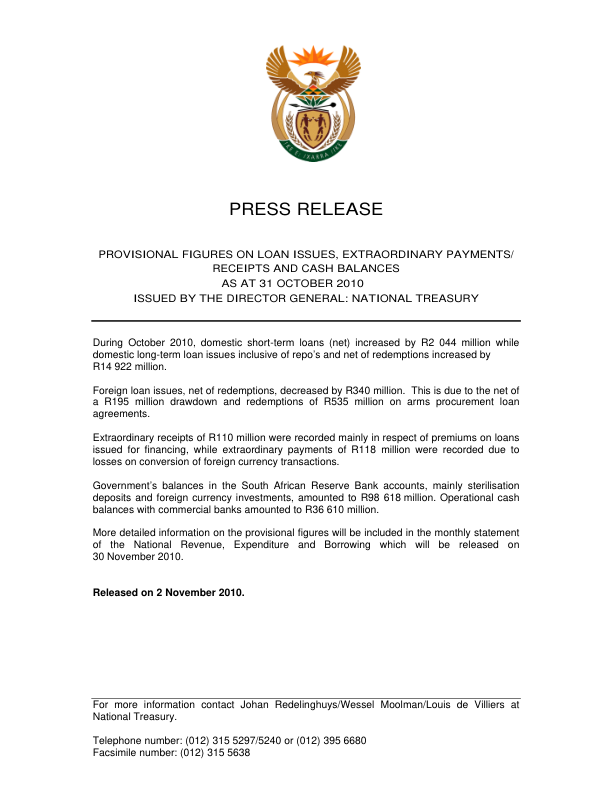 PRESS RELEASE
PROVISIONAL FIGURES ON LOAN ISSUES, EXTRAORDINARY PAYMENTS/
RECEIPTS AND CASH BALANCES
AS AT 31 OCTOBER 2010
ISSUED BY THE DIRECTOR GENERAL: NATIONAL TREASURY
During October 2010, domestic short-term loans (net) increased by R2 044 million while
domestic long-term loan issues inclusive of repo’s and net of redemptions increased by
R14 922 million.
Foreign loan issues, net of redemptions, decreased by R340 million. This is due to the net of
a R195 million drawdown and redemptions of R535 million on arms procurement loan
agreements.
Extraordinary receipts of R110 million were recorded mainly in respect of premiums on loans
issued for financing, while extraordinary payments of R118 million were recorded due to
losses on conversion of foreign currency transactions.
Government’s balances in the South African Reserve Bank accounts, mainly sterilisation
deposits and foreign currency investments, amounted to R98 618 million. Operational cash
balances with commercial banks amounted to R36 610 million.
More detailed information on the provisional figures will be included in the monthly statement
of the National Revenue, Expenditure and Borrowing which will be released on
30 November 2010.
Released on 2 November 2010.
For more information contact Johan Redelinghuys/Wessel Moolman/Louis de Villiers at
National Treasury.
Telephone number: (012) 315 5297/5240 or (012) 395 6680
Facsimile number: (012) 315 5638